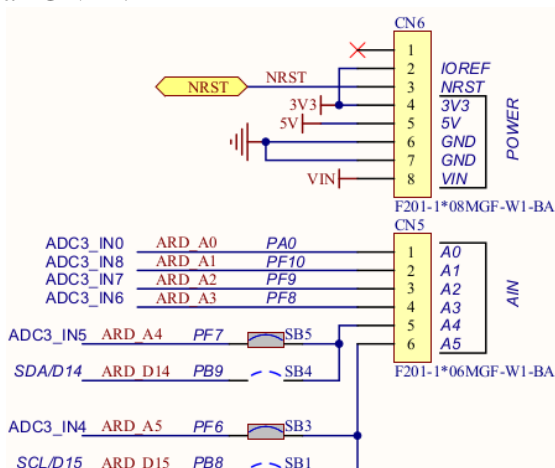 CN6
1
2 IOREF
NRST NRST 3 NRST
3V3 4 3V3
5V 5 5V
6 GND
7 GND
VIN 8 VIN
POWER
F201-1*08MGF-W1-BA
CN5
ADC3_IN0 ARD_A0 PA0 1 A0
ADC3_IN8 ARD_A1 PF10 2 A1
ADC3_IN7 ARD_A2 PF9 3 A2
ADC3_IN6 ARD_A3 PF8 4 A3
5 A4
ADC3_IN5 ARD_A4 PF7 SB5 6 A5
AIN
SDA/D14 ARD_D14 PB9 SB4 F201-1*06MGF-W1-BA
ADC3_IN4 ARD_A5 PF6 SB3
SCL/D15 ARD_D15 PB8 SB1